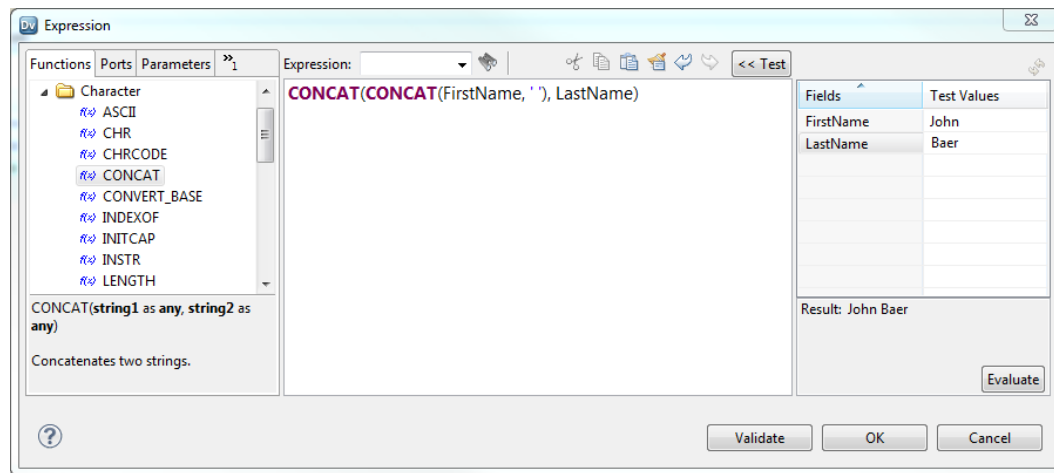 Dv Expression
Functions Ports Parameters »1
Expression:
<< Test
Character
f(x) ASCII
f(x) CHR
f(x) CHRCODE
f(x) CONCAT
f(x) CONVERT_BASE
f(x) INDEXOF
f(x) INITCAP
f(x) INSTR
f(x) LENGTH
CONCAT(string1 as any, string2 as
any)
Concatenates two strings.
CONCAT(CONCAT(FirstName, ' '), LastName)
Fields Test Values
FirstName John
LastName Baer
Result: John Baer
Evaluate
?
Validate OK Cancel